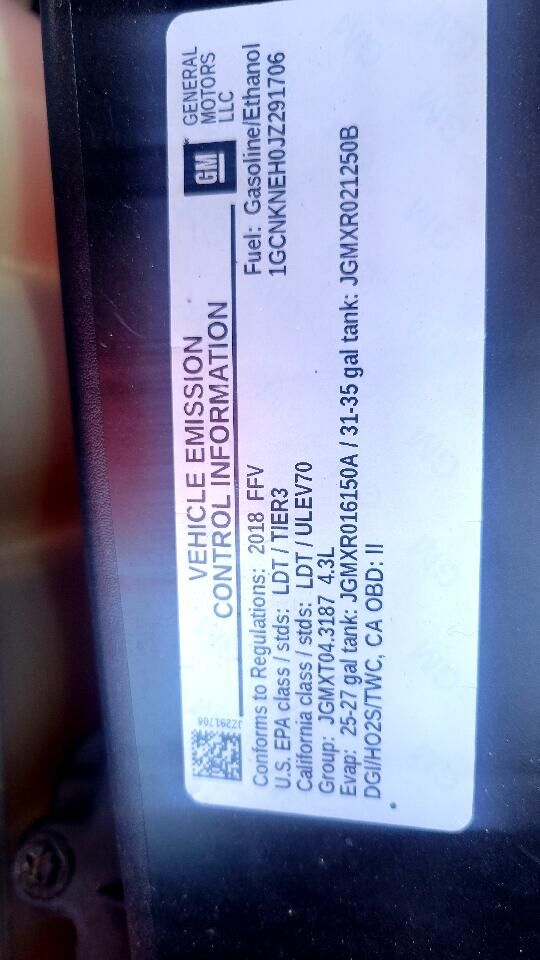 JZ291706
VEHICLE EMISSION
CONTROL INFORMATION
GM
GENERAL
MOTORS
LLC
Conforms to Regulations: 2018 FFV
Fuel: Gasoline/Ethanol
U.S. EPA class / stds: LDT / TIER3
1GCNKNEH0JZ291706
California class / stds: LDT / ULEV70
Group: JGMXT04.3187 4.3L
Evap: 25-27 gal tank: JGMXR016150A / 31-35 gal tank: JGMXR021250B
DGI/HO2S/TWC, CA OBD: II